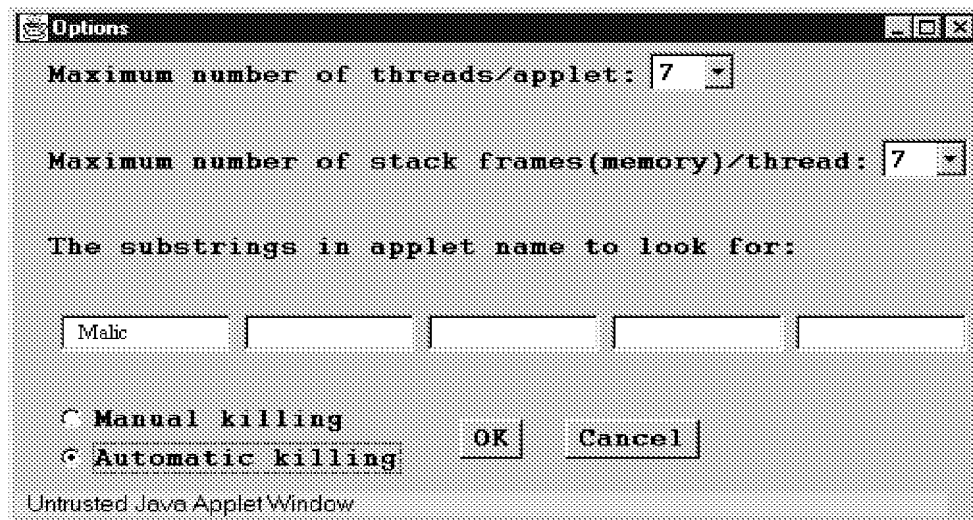 Options
Maximum number of threads/applet: 7
Maximum number of stack frames(memory)/thread: 7
The substrings in applet name to look for:
Malic
Manual killing
Automatic killing
OK Cancel
Untrusted Java Applet Window